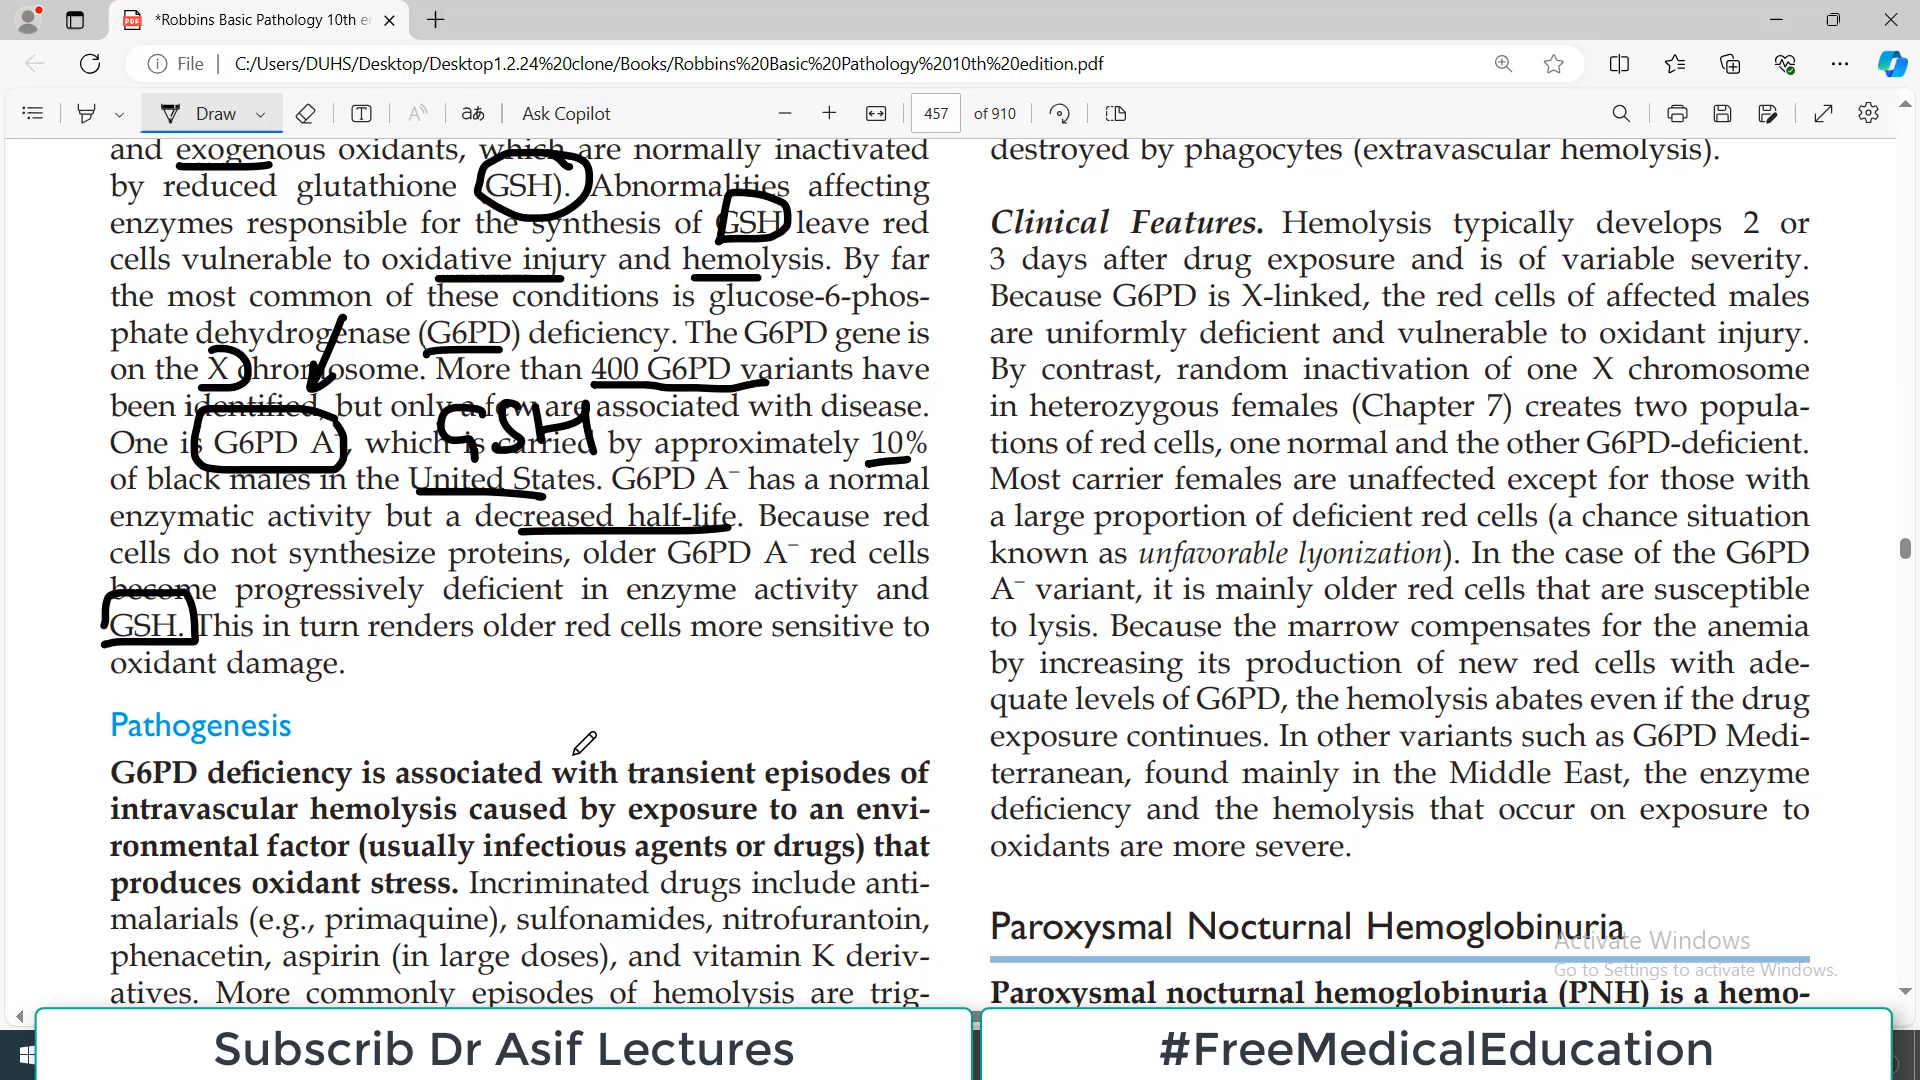 *Robbins Basic Pathology 10th e
File
C:/Users/DUHS/Desktop/Desktop1.2.24%20clone/Books/Robbins%20Basic%20Pathology%2010th%20edition.pdf
Draw
T
aあ
Ask Copilot
457
of 910
and exogenous oxidants, which are normally inactivated
by reduced glutathione (GSH). Abnormalities affecting
enzymes responsible for the synthesis of GSH leave red
cells vulnerable to oxidative injury and hemolysis. By far
the most common of these conditions is glucose-6-phos-
phate dehydrogenase (G6PD) deficiency. The G6PD gene is
on the X chromosome. More than 400 G6PD variants have
been identified, but only a few are associated with disease.
GSH
One is G6PD A⁻, which is carried by approximately 10%
of black males in the United States. G6PD A⁻ has a normal
enzymatic activity but a decreased half-life. Because red
cells do not synthesize proteins, older G6PD A⁻ red cells
become progressively deficient in enzyme activity and
GSH. This in turn renders older red cells more sensitive to
oxidant damage.
Pathogenesis
G6PD deficiency is associated with transient episodes of
intravascular hemolysis caused by exposure to an envi-
ronmental factor (usually infectious agents or drugs) that
produces oxidant stress. Incriminated drugs include anti-
malarials (e.g., primaquine), sulfonamides, nitrofurantoin,
phenacetin, aspirin (in large doses), and vitamin K deriv-
atives. More commonly episodes of hemolysis are trig-
destroyed by phagocytes (extravascular hemolysis).
Clinical Features. Hemolysis typically develops 2 or
3 days after drug exposure and is of variable severity.
Because G6PD is X-linked, the red cells of affected males
are uniformly deficient and vulnerable to oxidant injury.
By contrast, random inactivation of one X chromosome
in heterozygous females (Chapter 7) creates two popula-
tions of red cells, one normal and the other G6PD-deficient.
Most carrier females are unaffected except for those with
a large proportion of deficient red cells (a chance situation
known as unfavorable lyonization). In the case of the G6PD
A⁻ variant, it is mainly older red cells that are susceptible
to lysis. Because the marrow compensates for the anemia
by increasing its production of new red cells with ade-
quate levels of G6PD, the hemolysis abates even if the drug
exposure continues. In other variants such as G6PD Medi-
terranean, found mainly in the Middle East, the enzyme
deficiency and the hemolysis that occur on exposure to
oxidants are more severe.
Paroxysmal Nocturnal Hemoglobinuria
Paroxysmal nocturnal hemoglobinuria (PNH) is a hemo-
Activate Windows
Go to Settings to activate Windows.
Subscrib Dr Asif Lectures
#FreeMedicalEducation